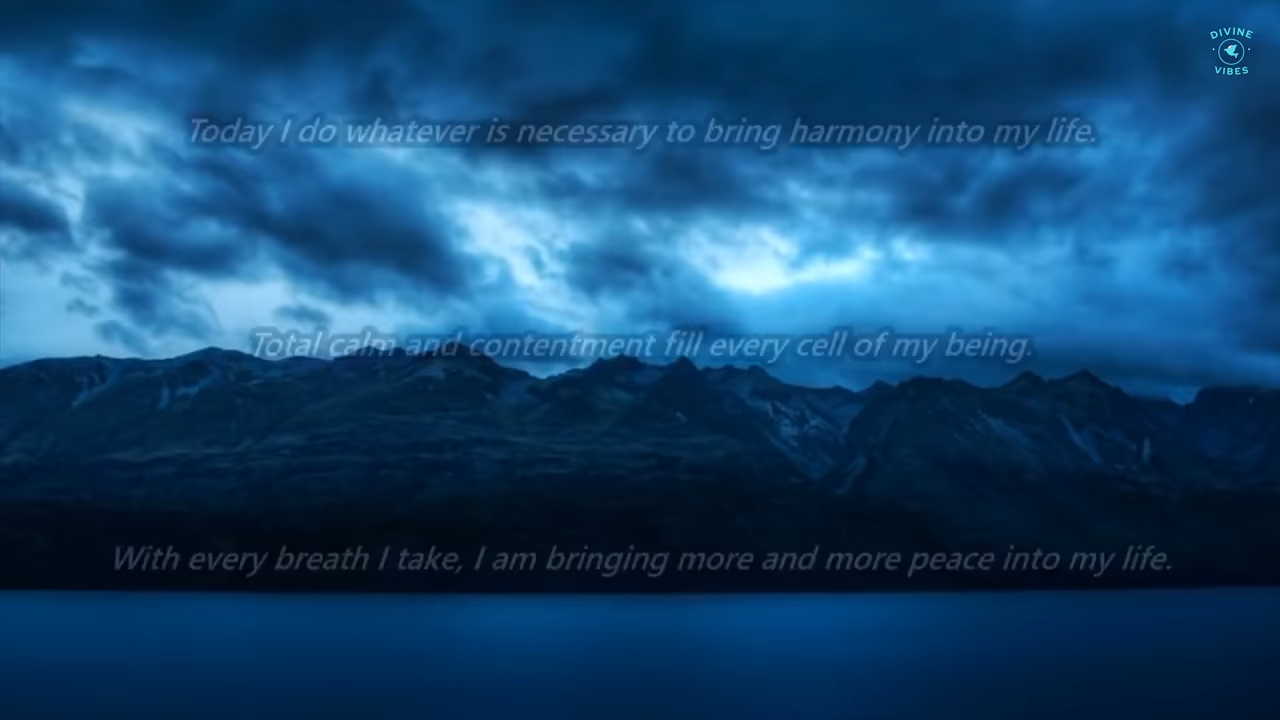 DIVINE
VIBES
Today I do whatever is necessary to bring harmony into my life.
Total calm and contentment fill every cell of my being.
With every breath I take, I am bringing more and more peace into my life.